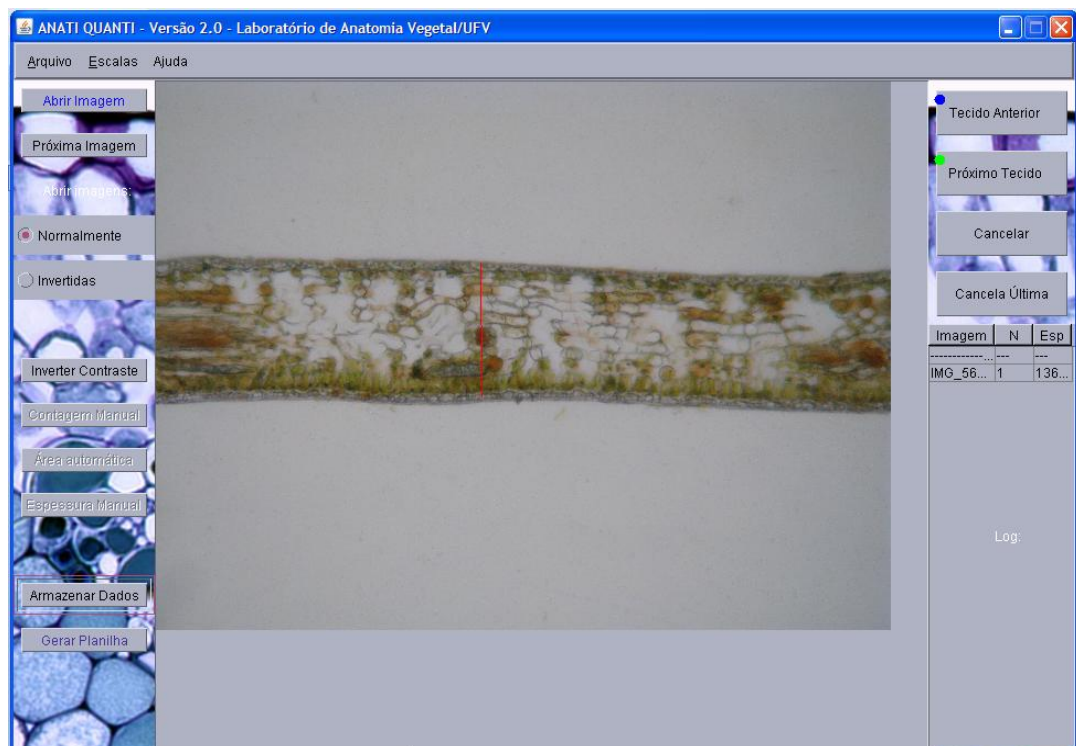 ANATI QUANTI - Versão 2.0 - Laboratório de Anatomia Vegetal/UFV
Arquivo Escalas Ajuda
Abrir Imagem
Próxima Imagem
Abrir imagens:
Normalmente
Invertidas
Inverter Contraste
Contagem Manual
Área automática
Espessura Manual
Armazenar Dados
Gerar Planilha
Tecido Anterior
Próximo Tecido
Cancelar
Cancela Última
Imagem N Esp
------------... --- ---
IMG_56... 1 136...
Log: